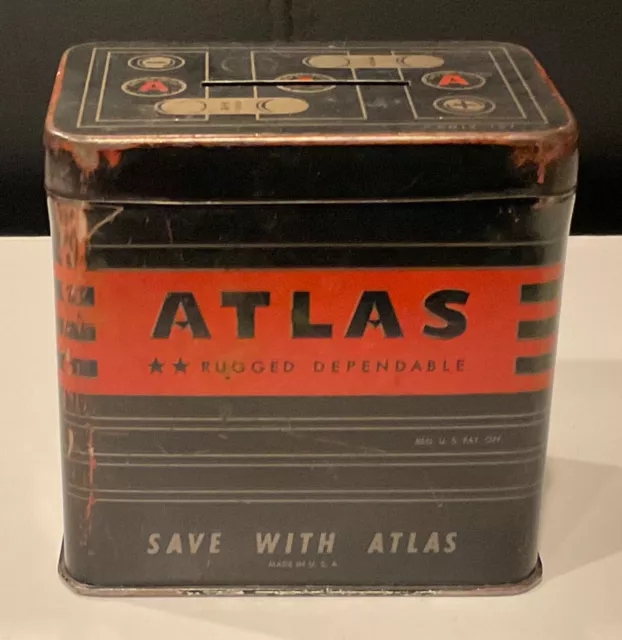 A
A
ATLAS
★★ RUGGED DEPENDABLE
REG. U. S. PAT. OFF.
SAVE WITH ATLAS
MADE IN U. S. A.